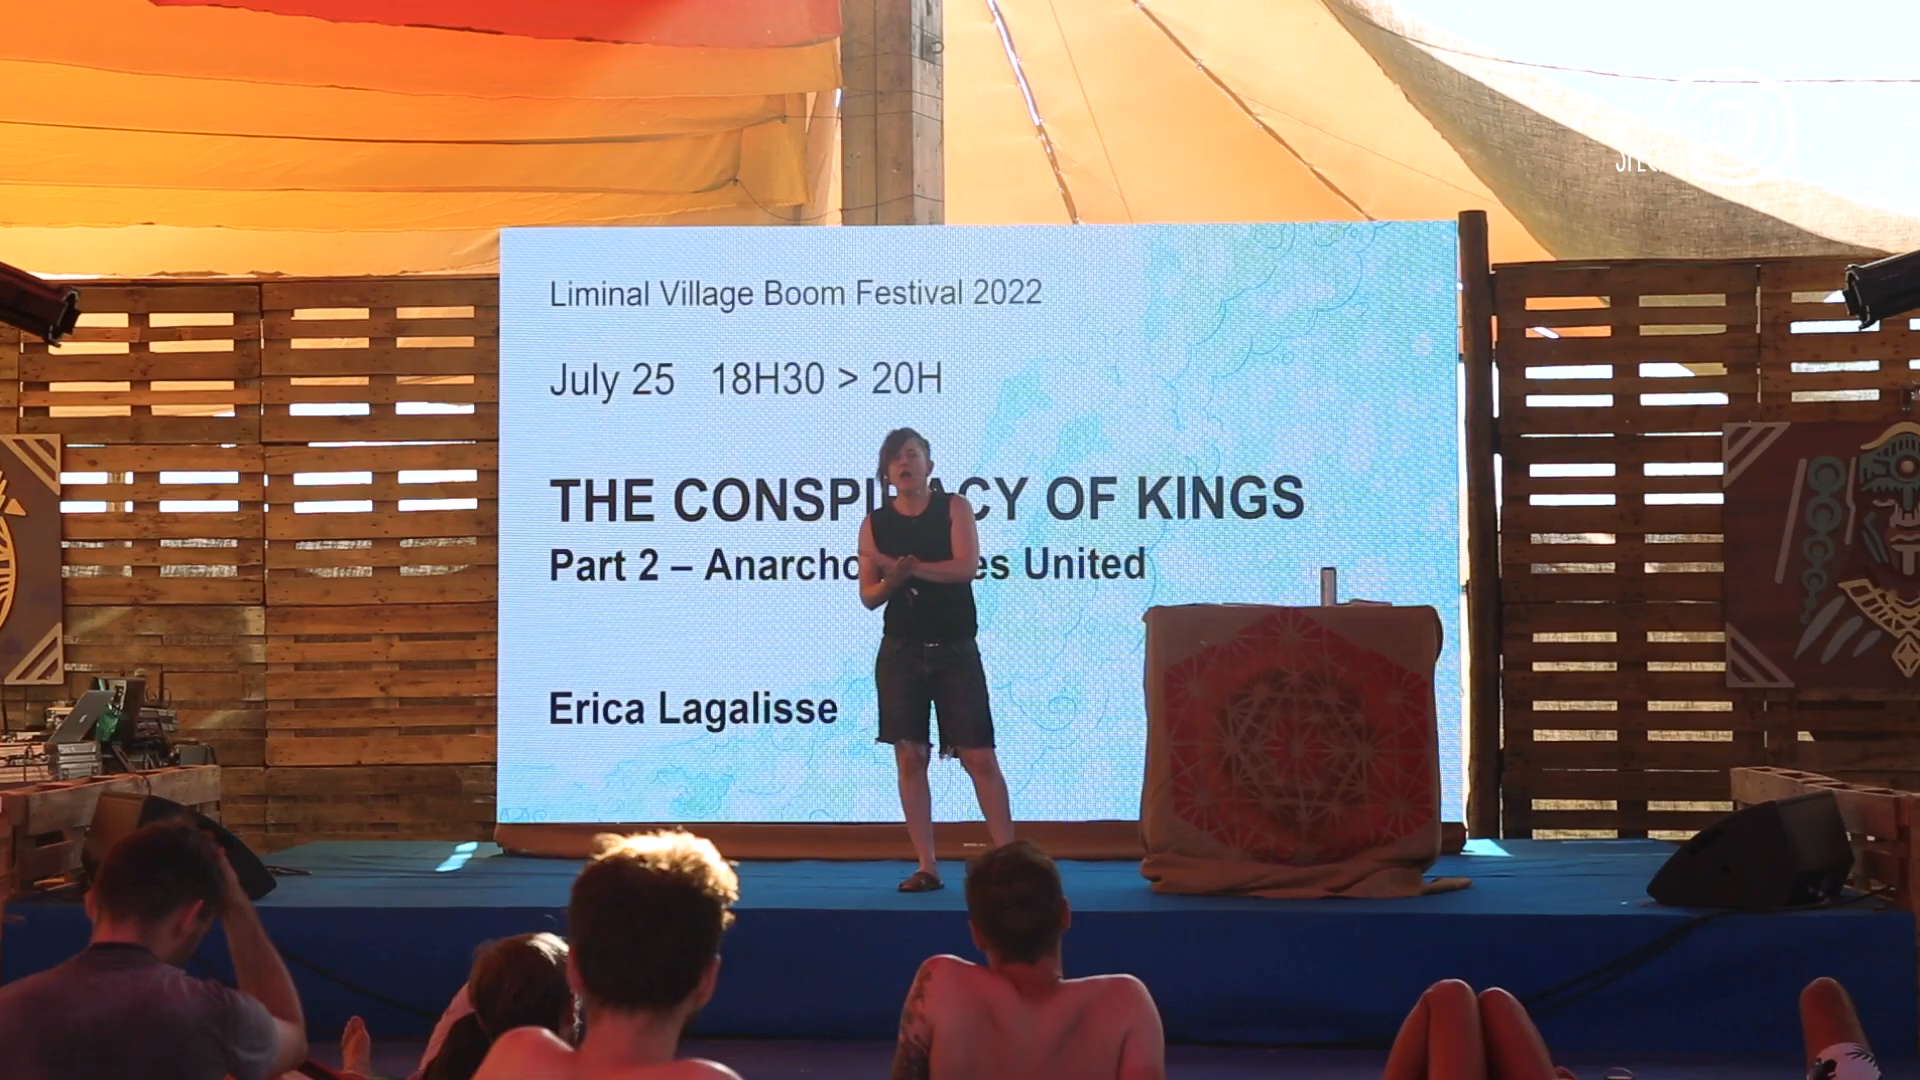 Liminal Village Boom Festival 2022
July 25 18H30 > 20H
THE CONSPI ACY OF KINGS
Part 2 – Anarcho es United
Erica Lagalisse